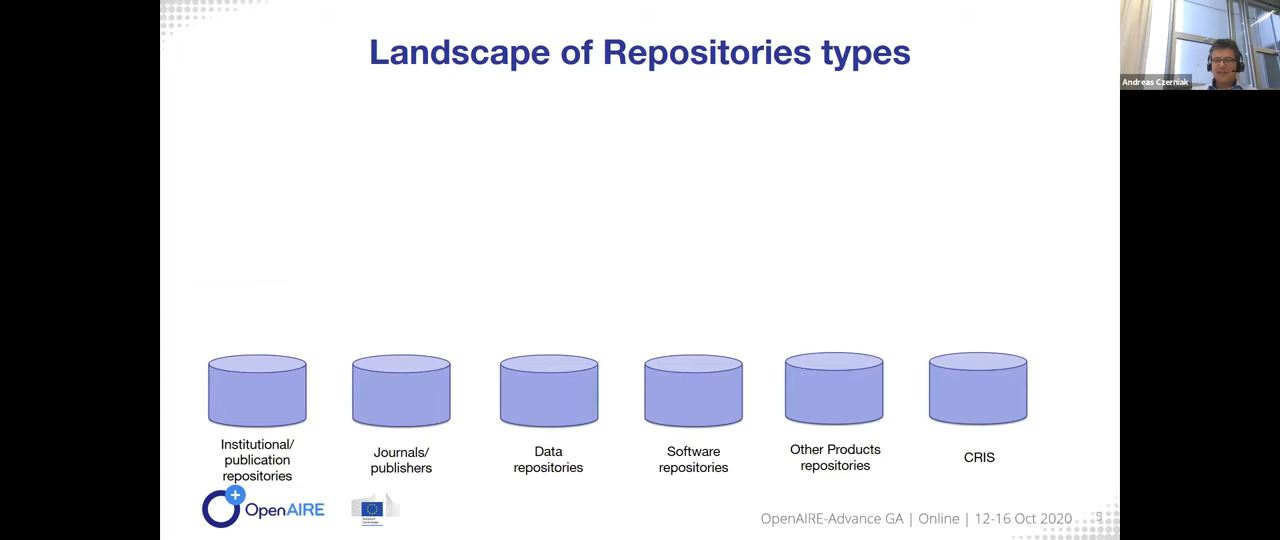 Landscape of Repositories types
Andreas Czerniak
Institutional/
publication
repositories
Journals/
publishers
Data
repositories
Software
repositories
Other Products
repositories
CRIS
OpenAIRE
OpenAIRE-Advance GA | Online | 12-16 Oct 2020